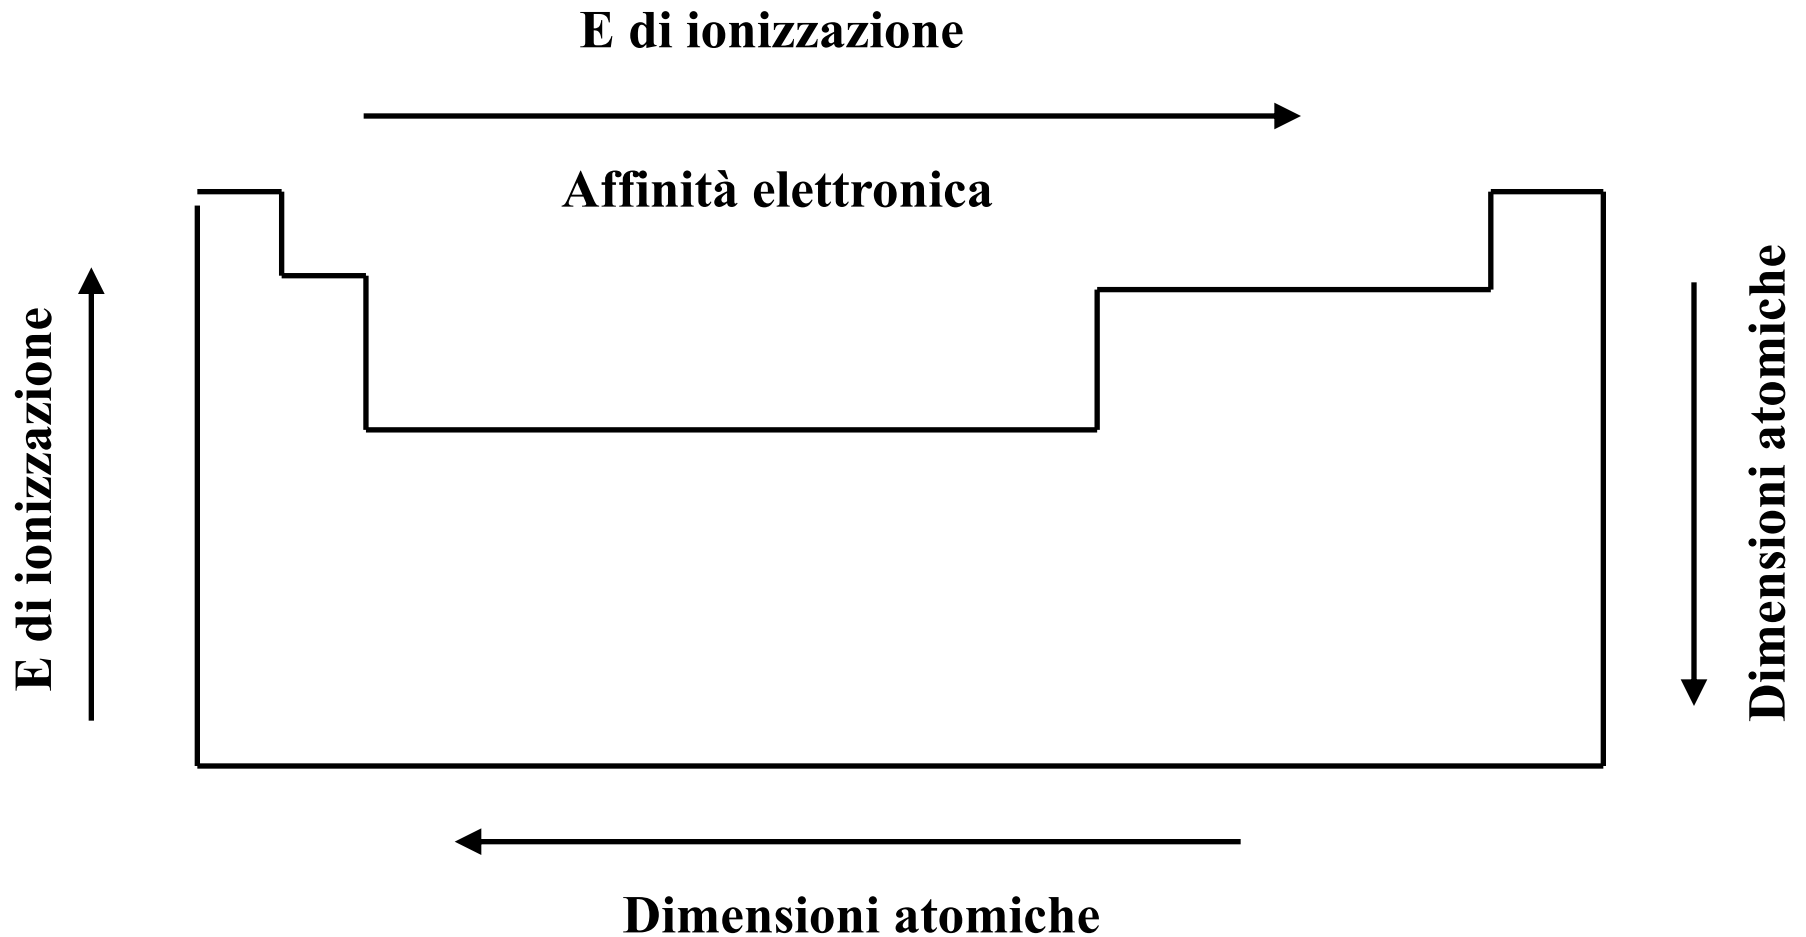 E di ionizzazione
Affinità elettronica
E di ionizzazione
Dimensioni atomiche
Dimensioni atomiche